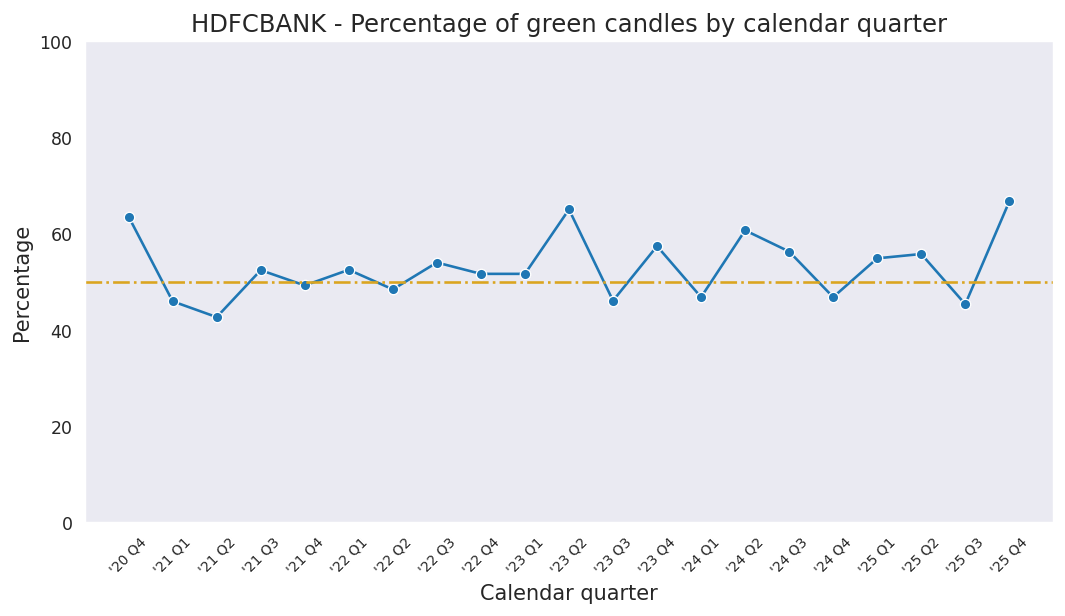 HDFCBANK - Percentage of green candles by calendar quarter
100
80
60
40
20
0
Percentage
'20 Q4
'21 Q1
'21 Q2
'21 Q3
'21 Q4
'22 Q1
'22 Q2
'22 Q3
'22 Q4
'23 Q1
'23 Q2
'23 Q3
'23 Q4
'24 Q1
'24 Q2
'24 Q3
'24 Q4
'25 Q1
'25 Q2
'25 Q3
'25 Q4
Calendar quarter